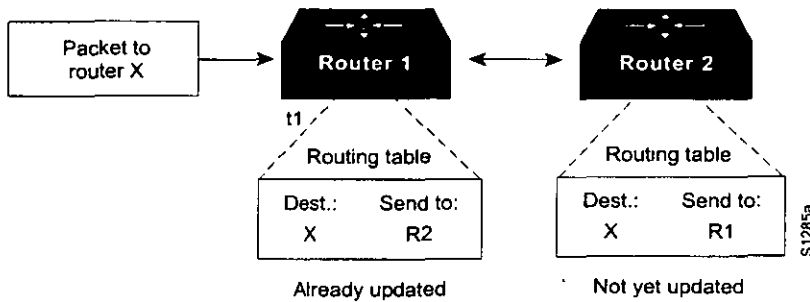 Packet to
router X
Router 1
Router 2
t1
Routing table
Dest.: Send to:
X R2
Already updated
Routing table
Dest.: Send to:
X R1
Not yet updated
S1285a